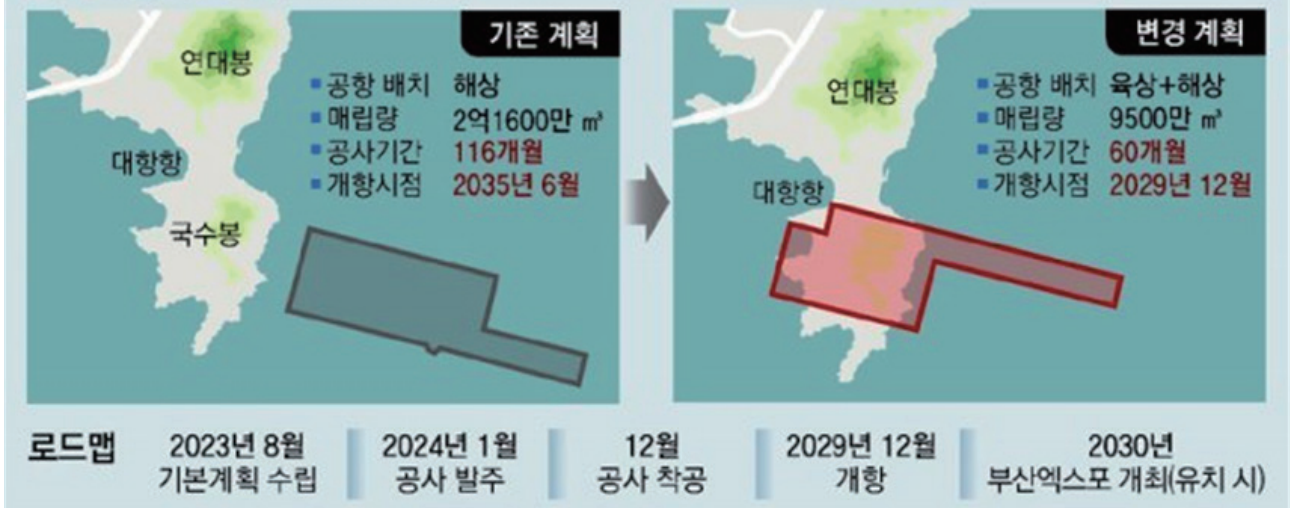 기존 계획
연대봉
공항 배치 해상
매립량 2억1600만 ㎥
공사기간 116개월
개항시점 2035년 6월
대항항
국수봉
변경 계획
연대봉
공항 배치 육상+해상
매립량 9500만 ㎥
공사기간 60개월
개항시점 2029년 12월
대항항
로드맵
2023년 8월
기본계획 수립
2024년 1월
공사 발주
12월
공사 착공
2029년 12월
개항
2030년
부산엑스포 개최(유치 시)